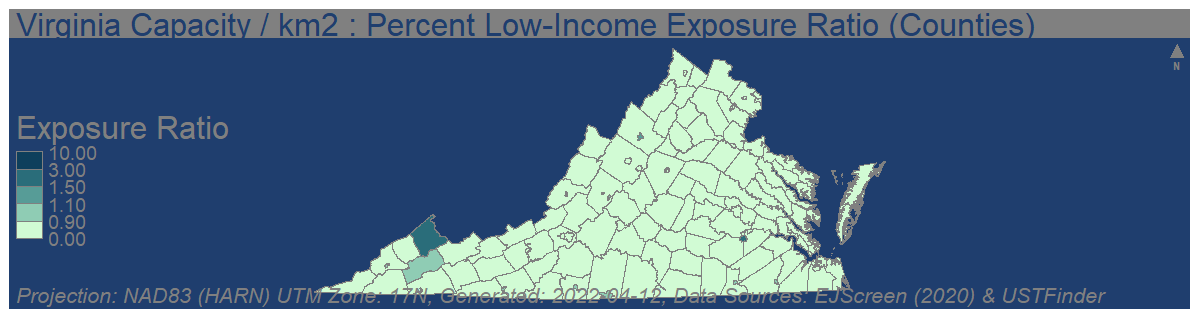 Virginia Capacity / km2 : Percent Low-Income Exposure Ratio (Counties)
N
Exposure Ratio
10.00
3.00
1.50
1.10
0.90
0.00
Projection: NAD83 (HARN) UTM Zone: 17N, Generated: 2022-04-12, Data Sources: EJScreen (2020) & USTFinder